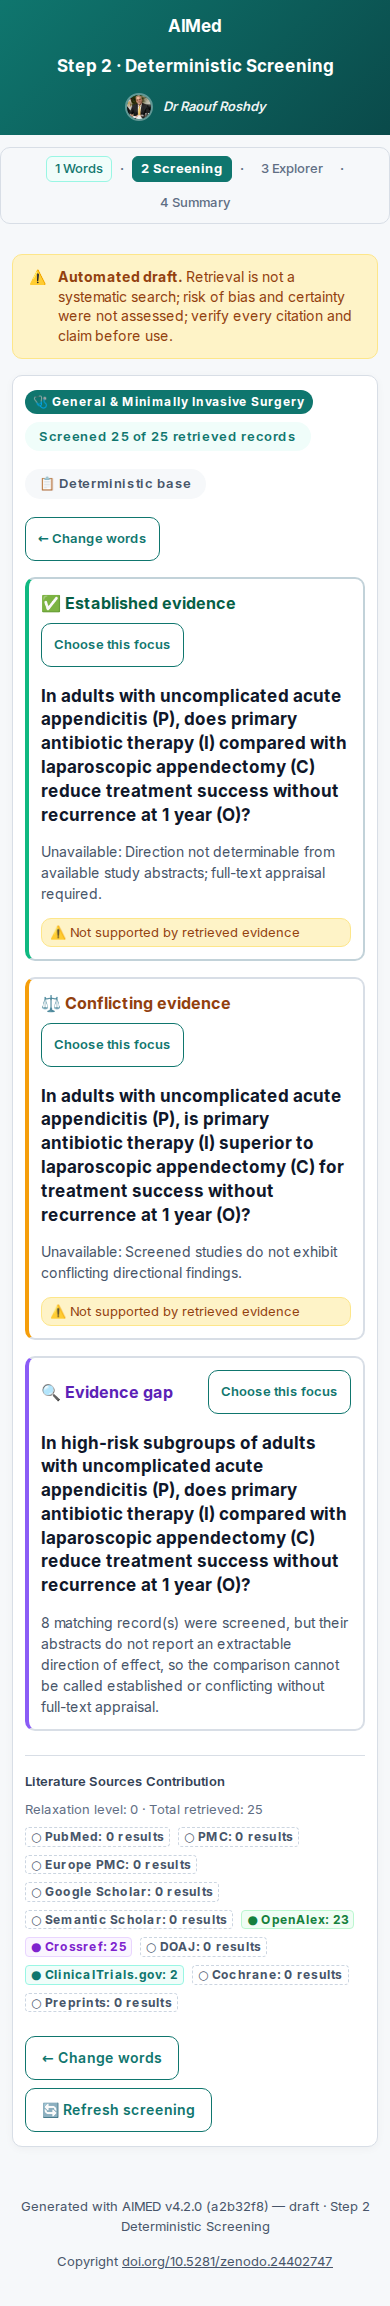 AIMed
Step 2 · Deterministic Screening
Dr Raouf Roshdy
1 Words · 2 Screening · 3 Explorer ·
4 Summary
⚠️ Automated draft. Retrieval is not a
systematic search; risk of bias and certainty
were not assessed; verify every citation and
claim before use.
🩺 General & Minimally Invasive Surgery
Screened 25 of 25 retrieved records
📋 Deterministic base
← Change words
✅ Established evidence
Choose this focus
In adults with uncomplicated acute
appendicitis (P), does primary
antibiotic therapy (I) compared with
laparoscopic appendectomy (C)
reduce treatment success without
recurrence at 1 year (O)?
Unavailable: Direction not determinable from
available study abstracts; full-text appraisal
required.
⚠️ Not supported by retrieved evidence
⚖️ Conflicting evidence
Choose this focus
In adults with uncomplicated acute
appendicitis (P), is primary
antibiotic therapy (I) superior to
laparoscopic appendectomy (C) for
treatment success without
recurrence at 1 year (O)?
Unavailable: Screened studies do not exhibit
conflicting directional findings.
⚠️ Not supported by retrieved evidence
🔍 Evidence gap
Choose this focus
In high-risk subgroups of adults
with uncomplicated acute
appendicitis (P), does primary
antibiotic therapy (I) compared with
laparoscopic appendectomy (C)
reduce treatment success without
recurrence at 1 year (O)?
8 matching record(s) were screened, but their
abstracts do not report an extractable
direction of effect, so the comparison cannot
be called established or conflicting without
full-text appraisal.
Literature Sources Contribution
Relaxation level: 0 · Total retrieved: 25
○ PubMed: 0 results ○ PMC: 0 results
○ Europe PMC: 0 results
○ Google Scholar: 0 results
○ Semantic Scholar: 0 results ● OpenAlex: 23
● Crossref: 25 ○ DOAJ: 0 results
● ClinicalTrials.gov: 2 ○ Cochrane: 0 results
○ Preprints: 0 results
← Change words
🔄 Refresh screening
Generated with AIMED v4.2.0 (a2b32f8) — draft · Step 2
Deterministic Screening
Copyright doi.org/10.5281/zenodo.24402747